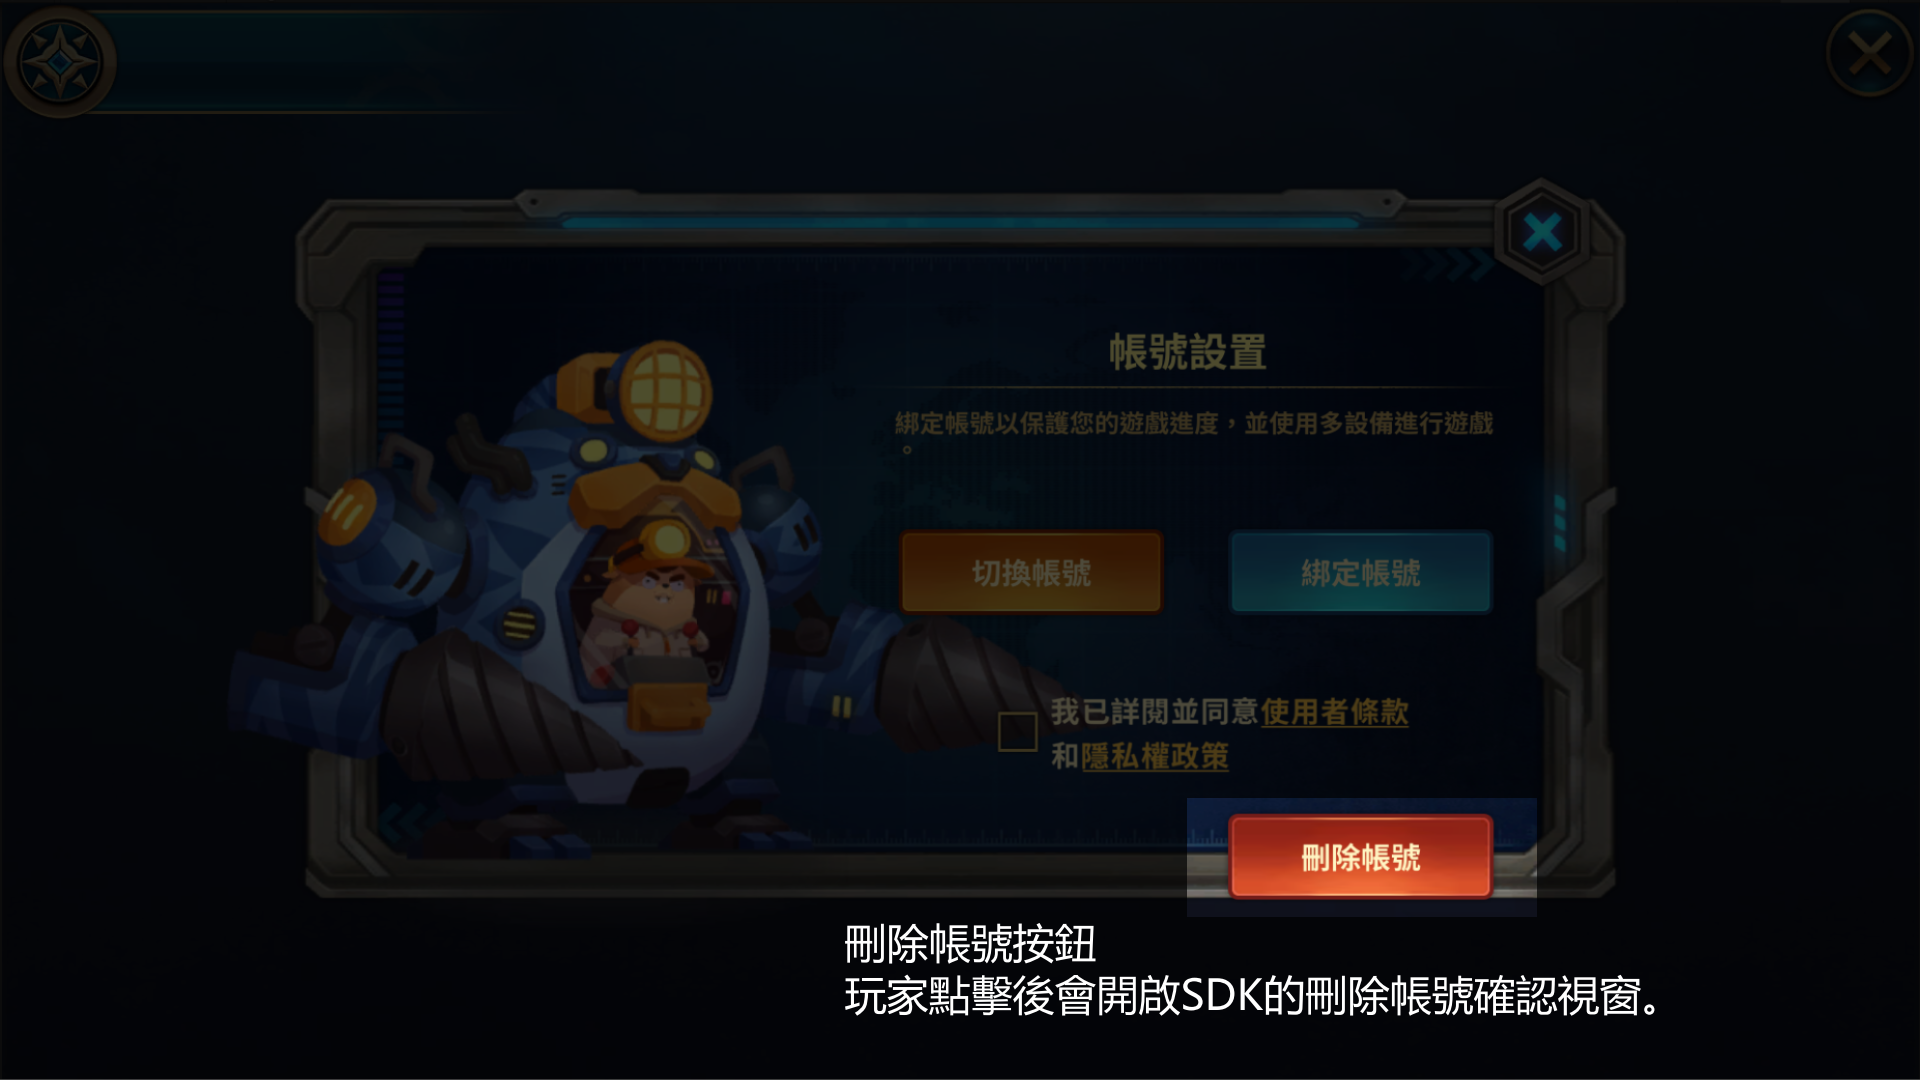 帳號設置
綁定帳號以保護您的遊戲進度，並使用多設備進行遊戲
。
切換帳號
綁定帳號
我已詳閱並同意使用者條款
和隱私權政策
刪除帳號
刪除帳號按鈕
玩家點擊後會開啟SDK的刪除帳號確認視窗。